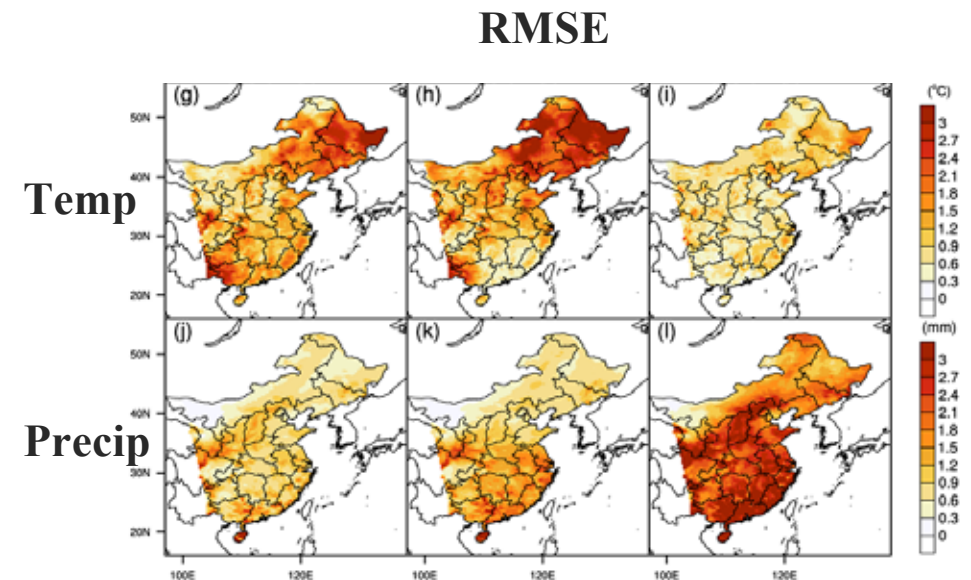 RMSE
Temp
(g)
(h)
(i)
50N
40N
30N
20N
(°C)
3
2.7
2.4
2.1
1.8
1.5
1.2
0.9
0.6
0.3
0
Precip
(j)
(k)
(l)
50N
40N
30N
20N
100E
120E
100E
120E
100E
120E
(mm)
3
2.7
2.4
2.1
1.8
1.5
1.2
0.9
0.6
0.3
0